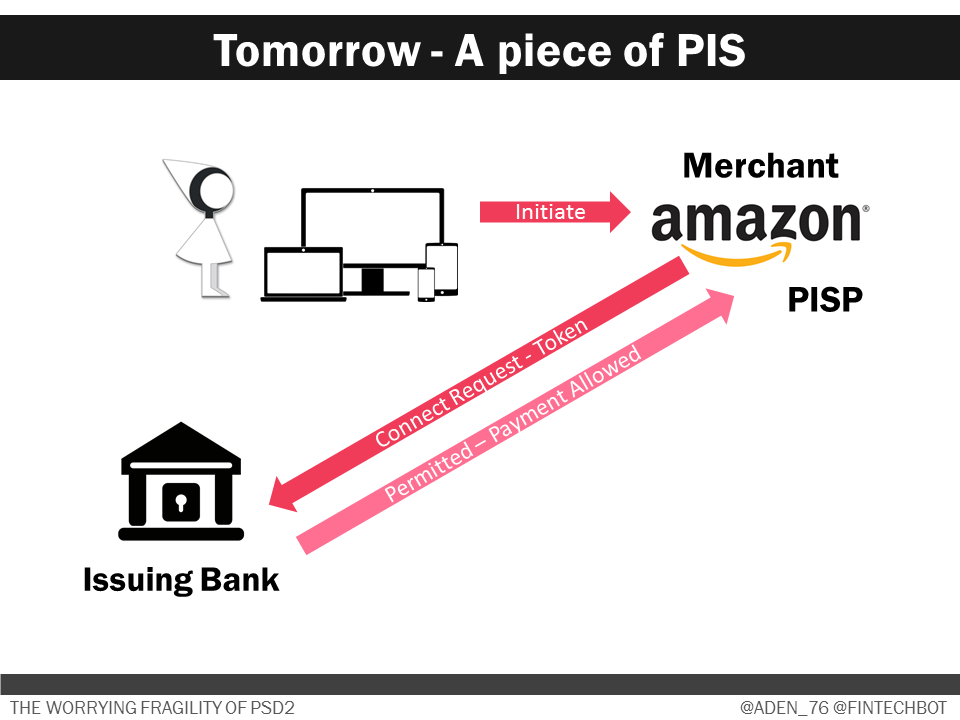 Tomorrow - A piece of PIS
Merchant
Initiate
amazon®
PISP
Connect Request - Token
Permitted – Payment Allowed
Issuing Bank
THE WORRYING FRAGILITY OF PSD2
@ADEN_76 @FINTECHBOT